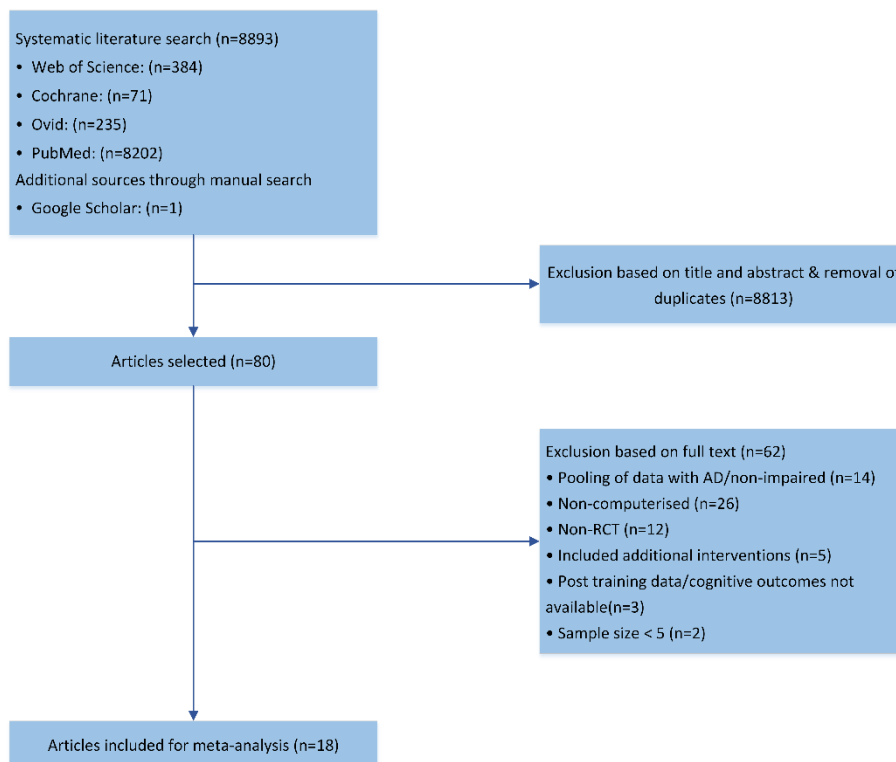 Systematic literature search (n=8893)
• Web of Science: (n=384)
• Cochrane: (n=71)
• Ovid: (n=235)
• PubMed: (n=8202)
Additional sources through manual search
• Google Scholar: (n=1)
Exclusion based on title and abstract & removal of
duplicates (n=8813)
Articles selected (n=80)
Exclusion based on full text (n=62)
• Pooling of data with AD/non-impaired (n=14)
• Non-computerised (n=26)
• Non-RCT (n=12)
• Included additional interventions (n=5)
• Post training data/cognitive outcomes not
available(n=3)
• Sample size < 5 (n=2)
Articles included for meta-analysis (n=18)